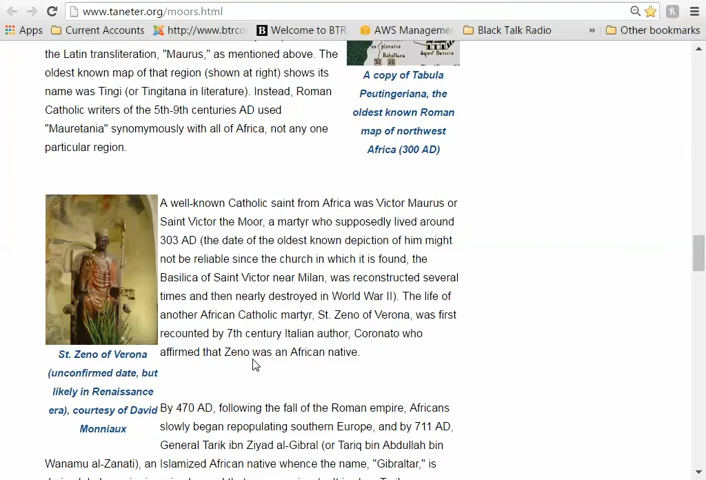 www.taneter.org/moors.html
Apps
Current Accounts
http://www.btrcc
Welcome to BTR
AWS Managemen
Black Talk Radio
»
Other bookmarks
the Latin transliteration, "Maurus," as mentioned above. The
oldest known map of that region (shown at right) shows its
name was Tingi (or Tingitana in literature). Instead, Roman
Catholic writers of the 5th-9th centuries AD used
"Mauretania" synomymously with all of Africa, not any one
particular region.
A copy of Tabula
Peutingeriana, the
oldest known Roman
map of northwest
Africa (300 AD)
A well-known Catholic saint from Africa was Victor Maurus or
Saint Victor the Moor, a martyr who supposedly lived around
303 AD (the date of the oldest known depiction of him might
not be reliable since the church in which it is found, the
Basilica of Saint Victor near Milan, was reconstructed several
times and then nearly destroyed in World War II). The life of
another African Catholic martyr, St. Zeno of Verona, was first
recounted by 7th century Italian author, Coronato who
affirmed that Zeno was an African native.
St. Zeno of Verona
(unconfirmed date, but
likely in Renaissance
era), courtesy of David
Monniaux
By 470 AD, following the fall of the Roman empire, Africans
slowly began repopulating southern Europe, and by 711 AD,
General Tarik ibn Ziyad al-Gibral (or Tariq bin Abdullah bin
Wanamu al-Zanati), an Islamized African native whence the name, "Gibraltar," is